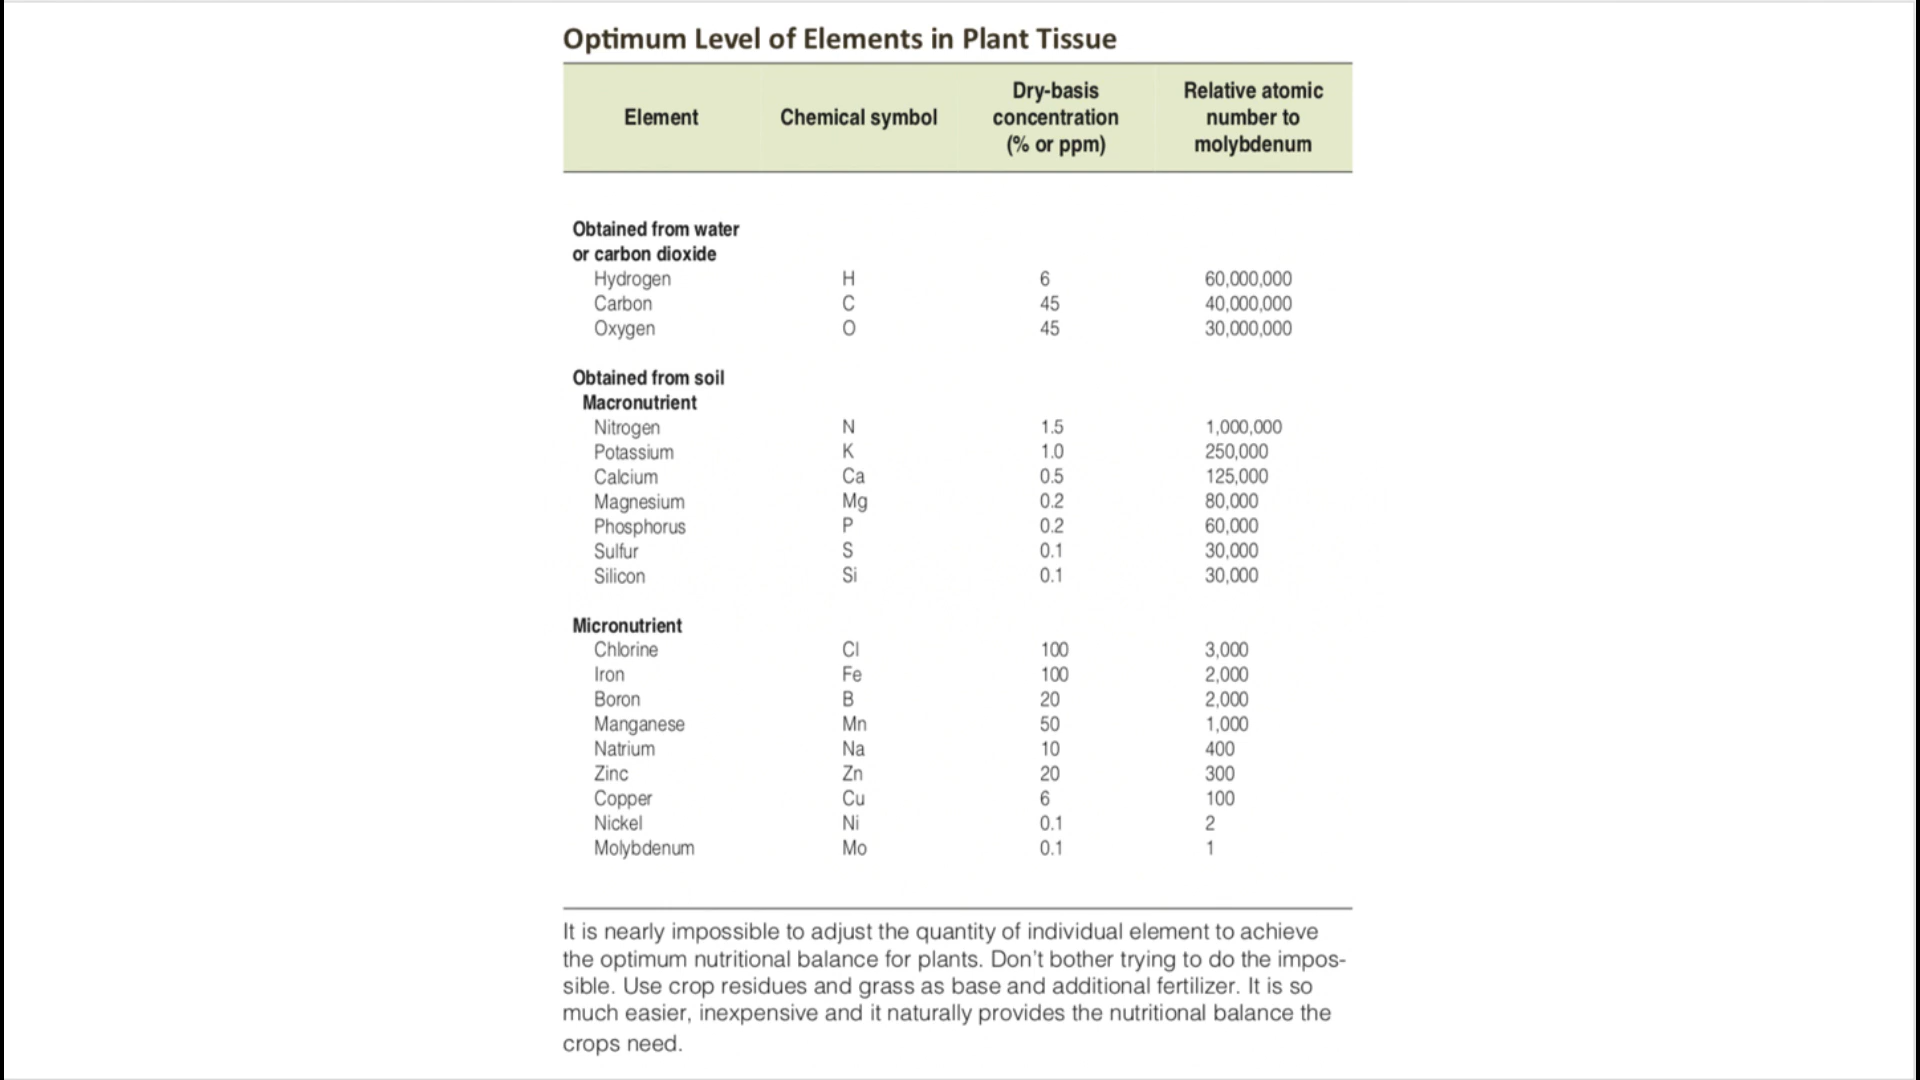 Optimum Level of Elements in Plant Tissue
Element Chemical symbol Dry-basis concentration (% or ppm) Relative atomic number to molybdenum
Obtained from water
or carbon dioxide
Hydrogen H 6 60,000,000
Carbon C 45 40,000,000
Oxygen O 45 30,000,000
Obtained from soil
Macronutrient
Nitrogen N 1.5 1,000,000
Potassium K 1.0 250,000
Calcium Ca 0.5 125,000
Magnesium Mg 0.2 80,000
Phosphorus P 0.2 60,000
Sulfur S 0.1 30,000
Silicon Si 0.1 30,000
Micronutrient
Chlorine Cl 100 3,000
Iron Fe 100 2,000
Boron B 20 2,000
Manganese Mn 50 1,000
Natrium Na 10 400
Zinc Zn 20 300
Copper Cu 6 100
Nickel Ni 0.1 2
Molybdenum Mo 0.1 1
It is nearly impossible to adjust the quantity of individual element to achieve
the optimum nutritional balance for plants. Don't bother trying to do the impos-
sible. Use crop residues and grass as base and additional fertilizer. It is so
much easier, inexpensive and it naturally provides the nutritional balance the
crops need.